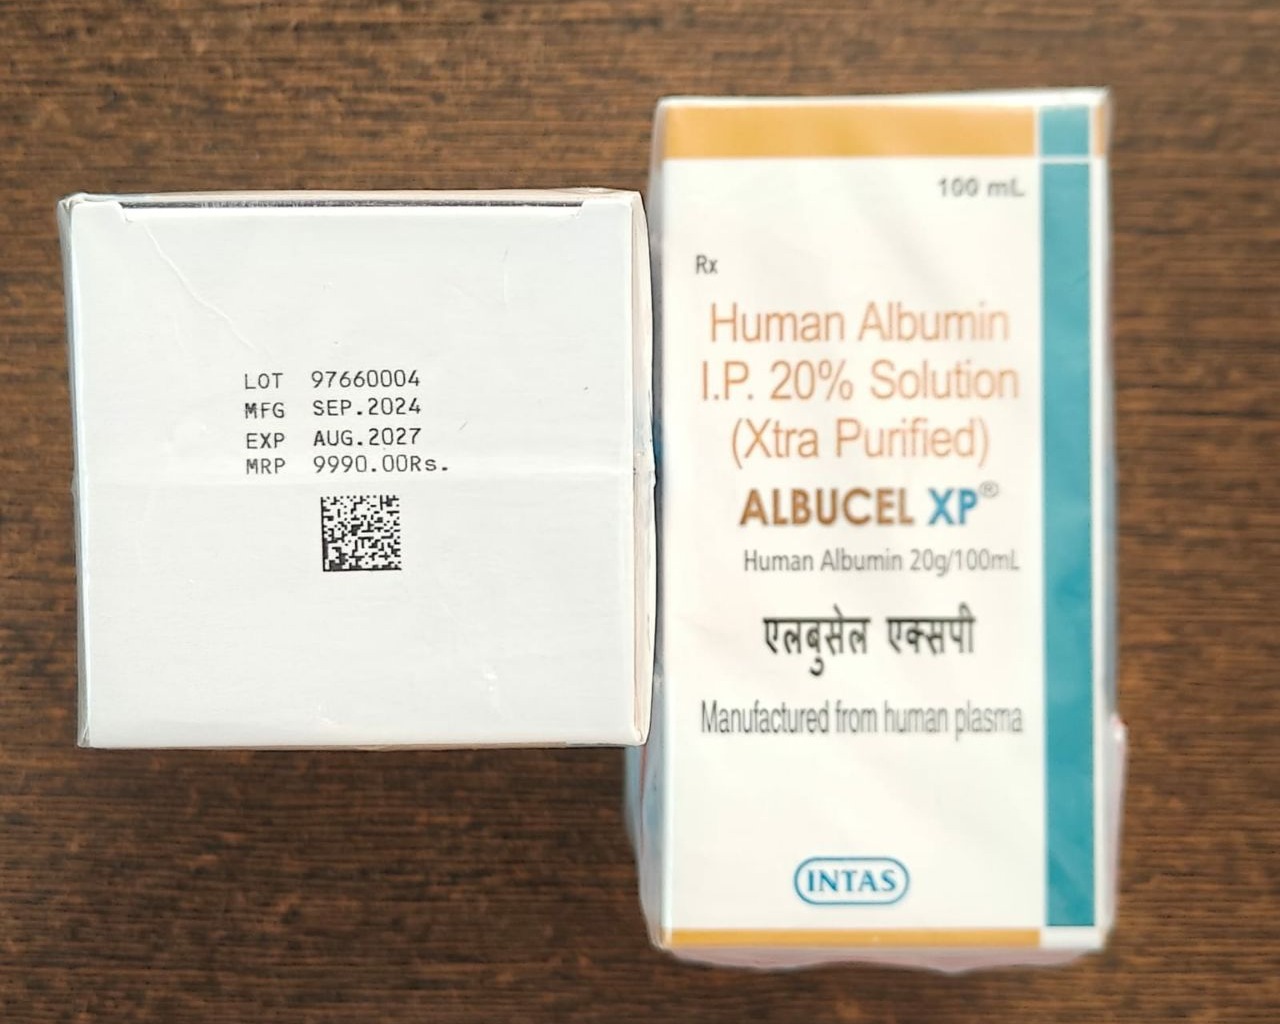 LOT 97660004
MFG SEP.2024
EXP AUG.2027
MRP 9990.00Rs.
100 mL
Rx
Human Albumin
I.P. 20% Solution
(Xtra Purified)
ALBUCEL XP®
Human Albumin 20g/100mL
एलबुसेल एक्सपी
Manufactured from human plasma
INTAS